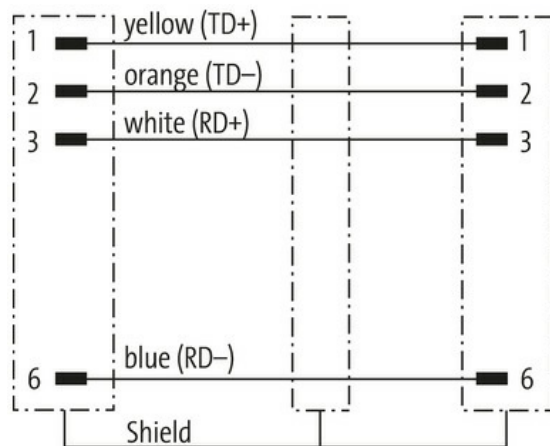 1 yellow (TD+) 1
2 orange (TD–) 2
3 white (RD+) 3
6 blue (RD–) 6
Shield